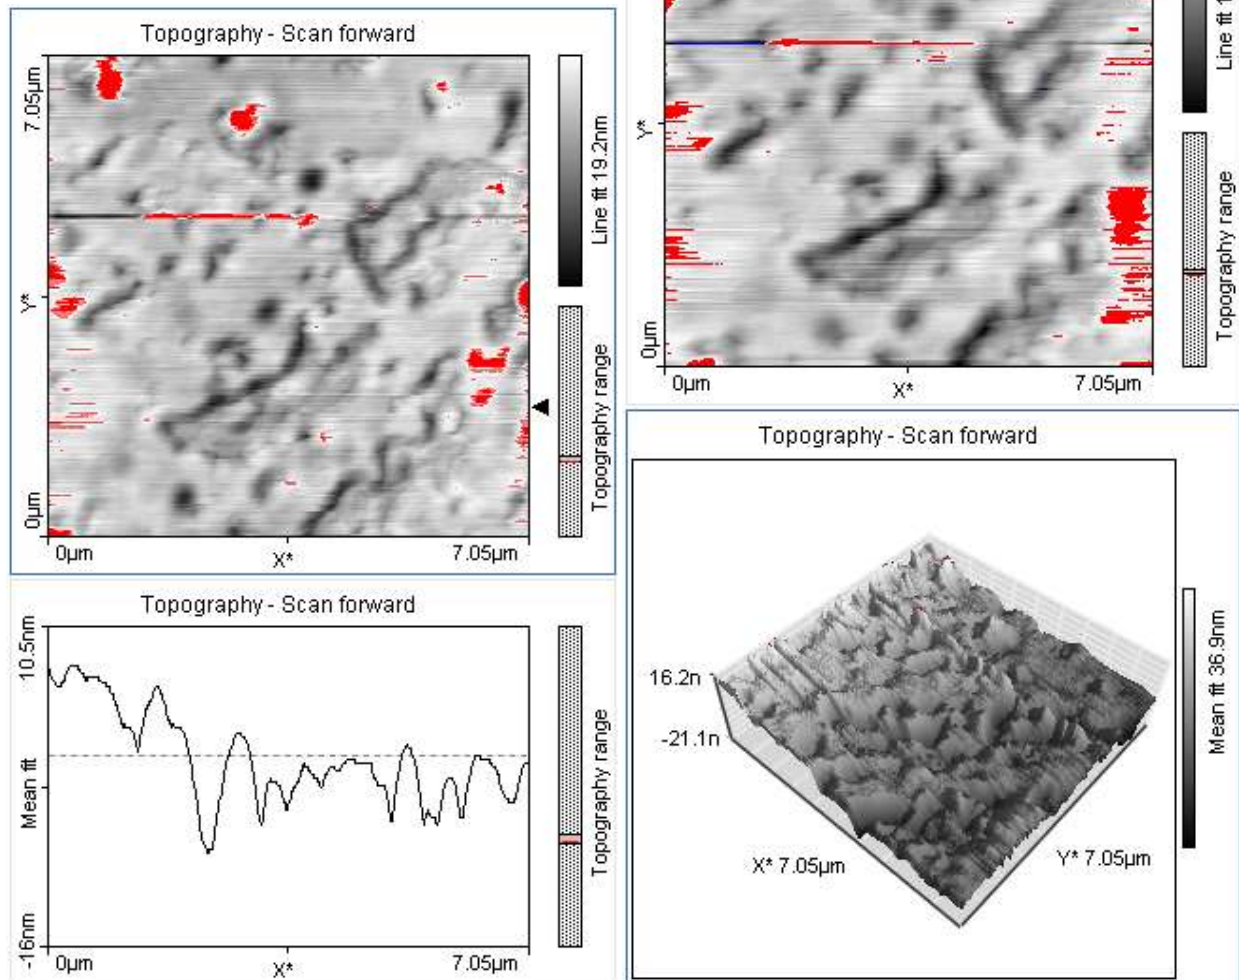 Topography - Scan forward
7.05µm
Y*
0µm
0µm
X*
7.05µm
Line fit 19.2nm
Topography range
Y*
0µm
0µm
X*
7.05µm
Topography range
Topography - Scan forward
10.5nm
Mean fit
-16nm
0µm
X*
7.05µm
Topography range
Topography - Scan forward
16.2n
-21.1n
X* 7.05µm
Y* 7.05µm
Mean fit 36.9nm